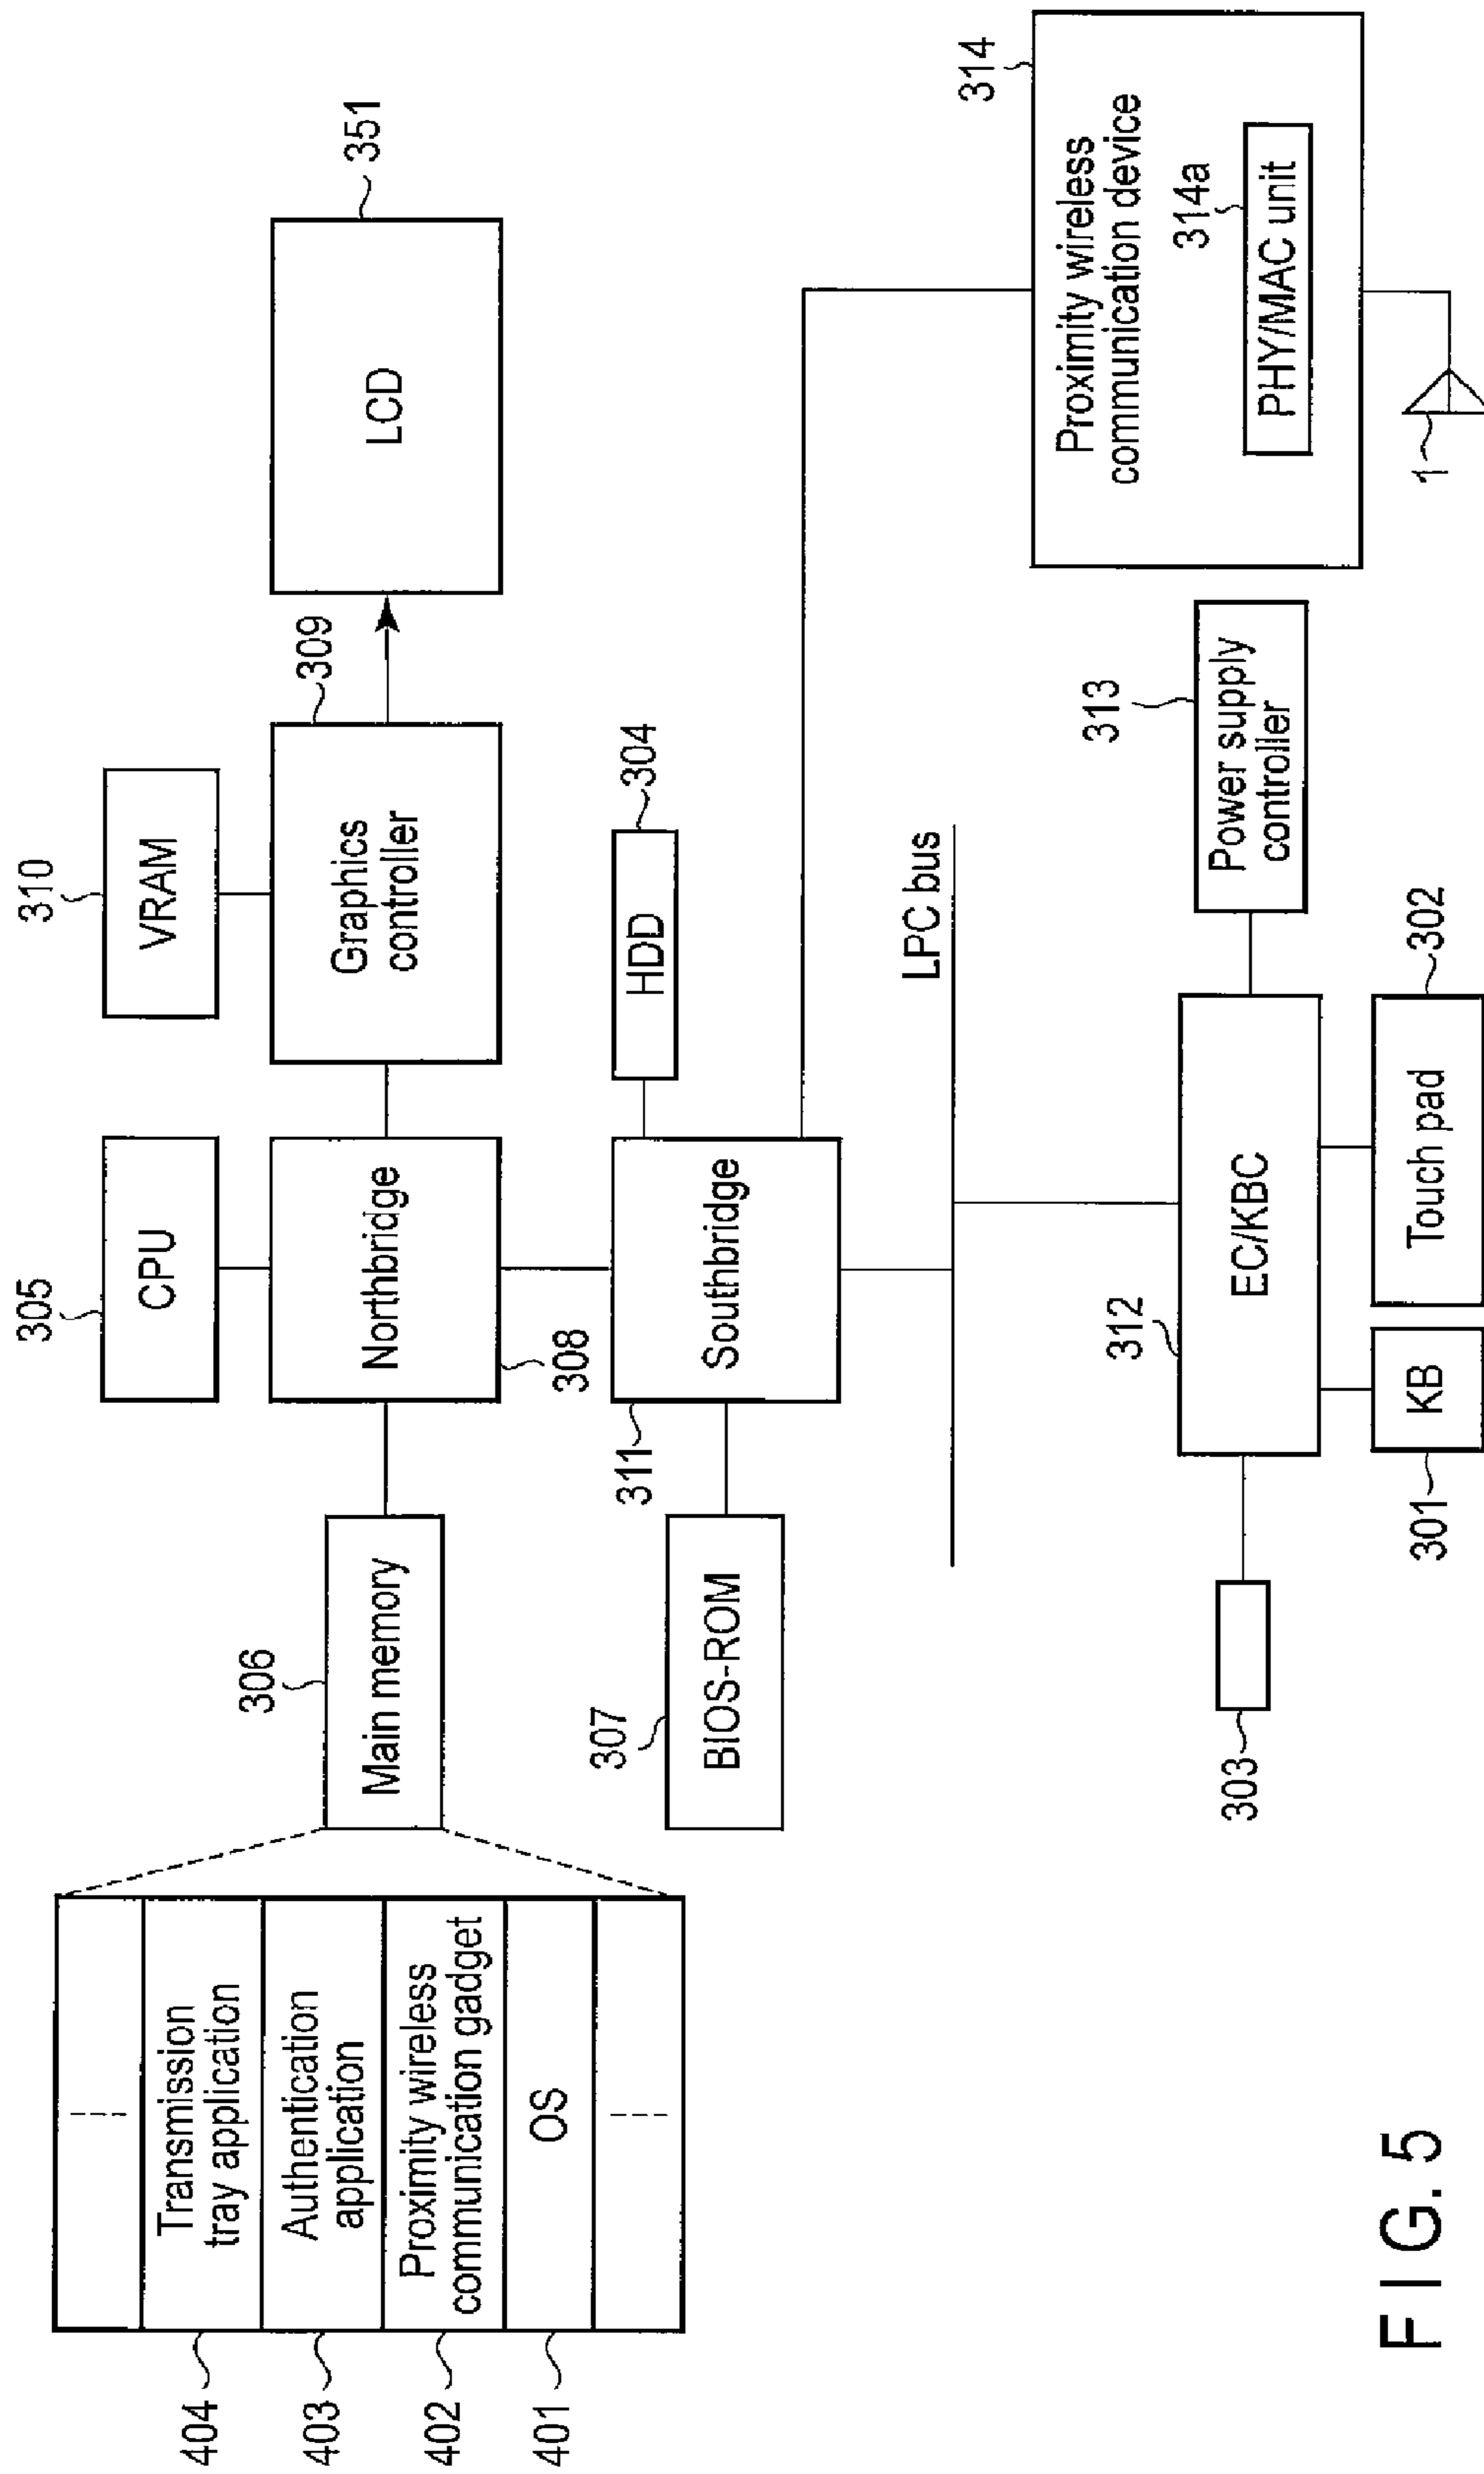 404
Transmission
tray application
403
Authentication
application
402
Proximity wireless
communication gadget
401
OS
306
Main memory
305
CPU
310
VRAM
Northbridge
308
Graphics
controller
309
LCD
351
307
BIOS-ROM
311
Southbridge
HDD
304
LPC bus
303
312
EC/KBC
313
Power supply
controller
301
KB
Touch pad
302
314
Proximity wireless
communication device
314a
PHY/MAC unit
1
FIG. 5